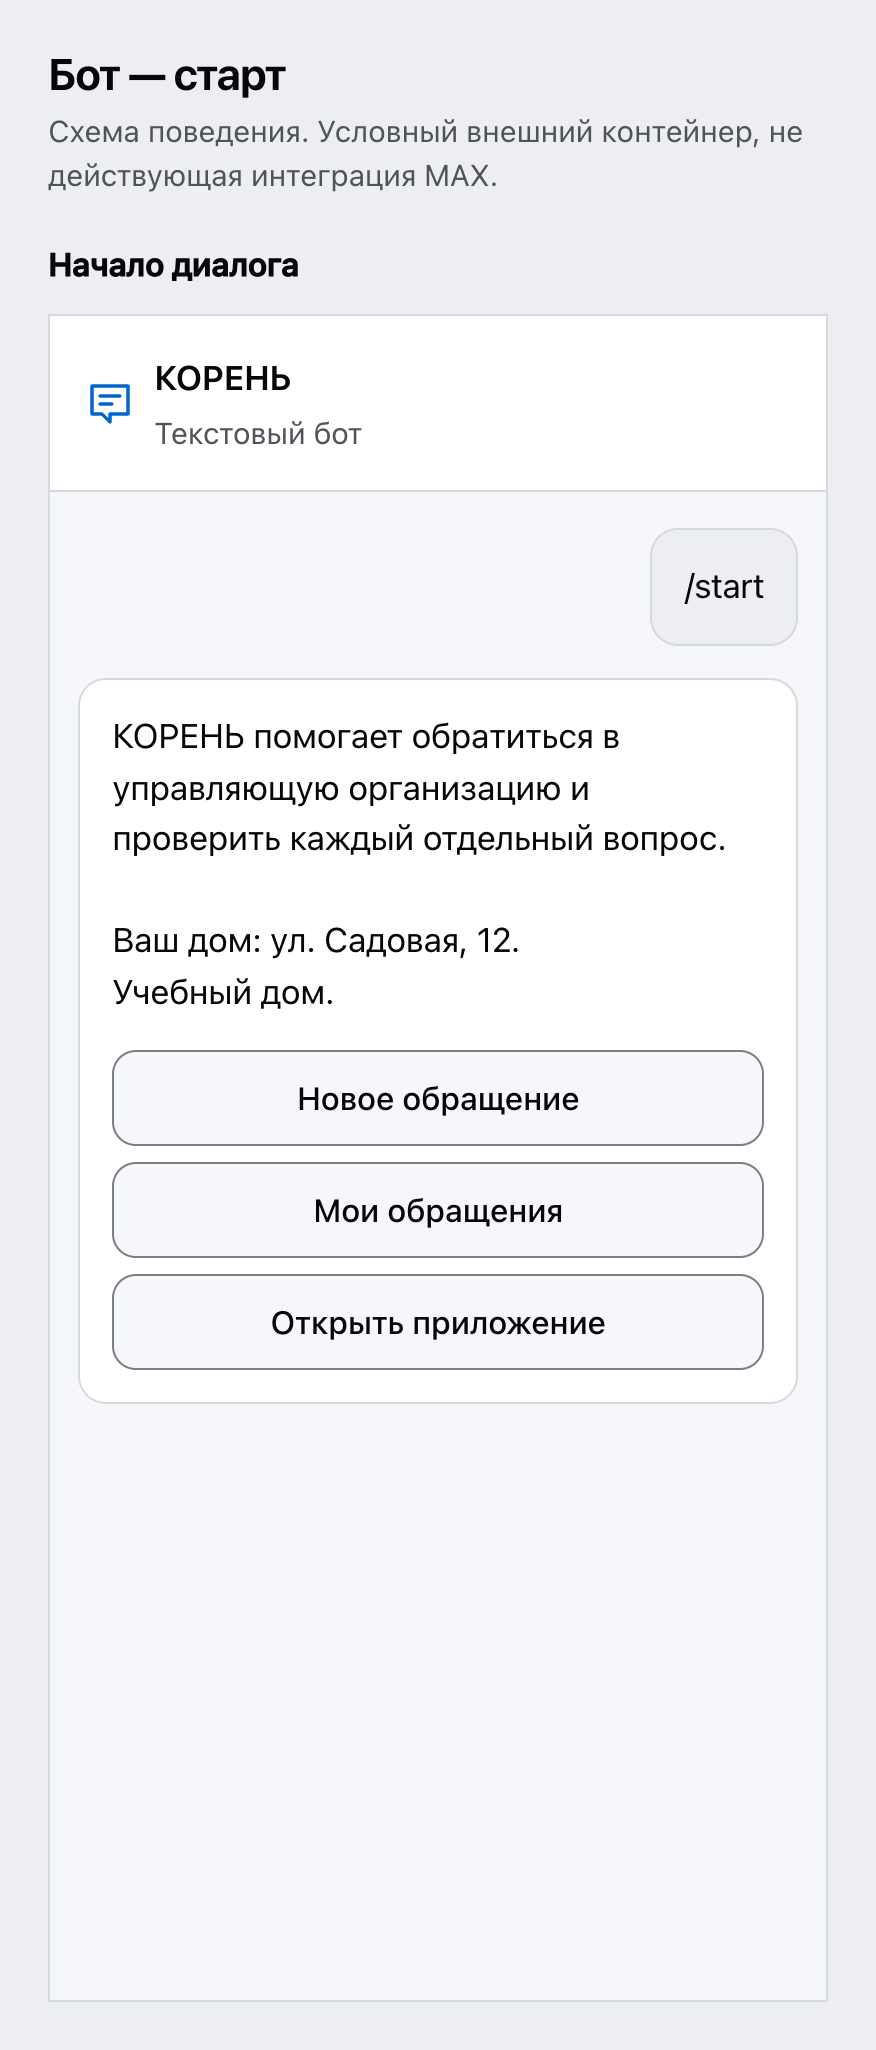 Бот — старт
Схема поведения. Условный внешний контейнер, не
действующая интеграция MAX.
Начало диалога
КОРЕНЬ
Текстовый бот
/start
КОРЕНЬ помогает обратиться в
управляющую организацию и
проверить каждый отдельный вопрос.
Ваш дом: ул. Садовая, 12.
Учебный дом.
Новое обращение
Мои обращения
Открыть приложение